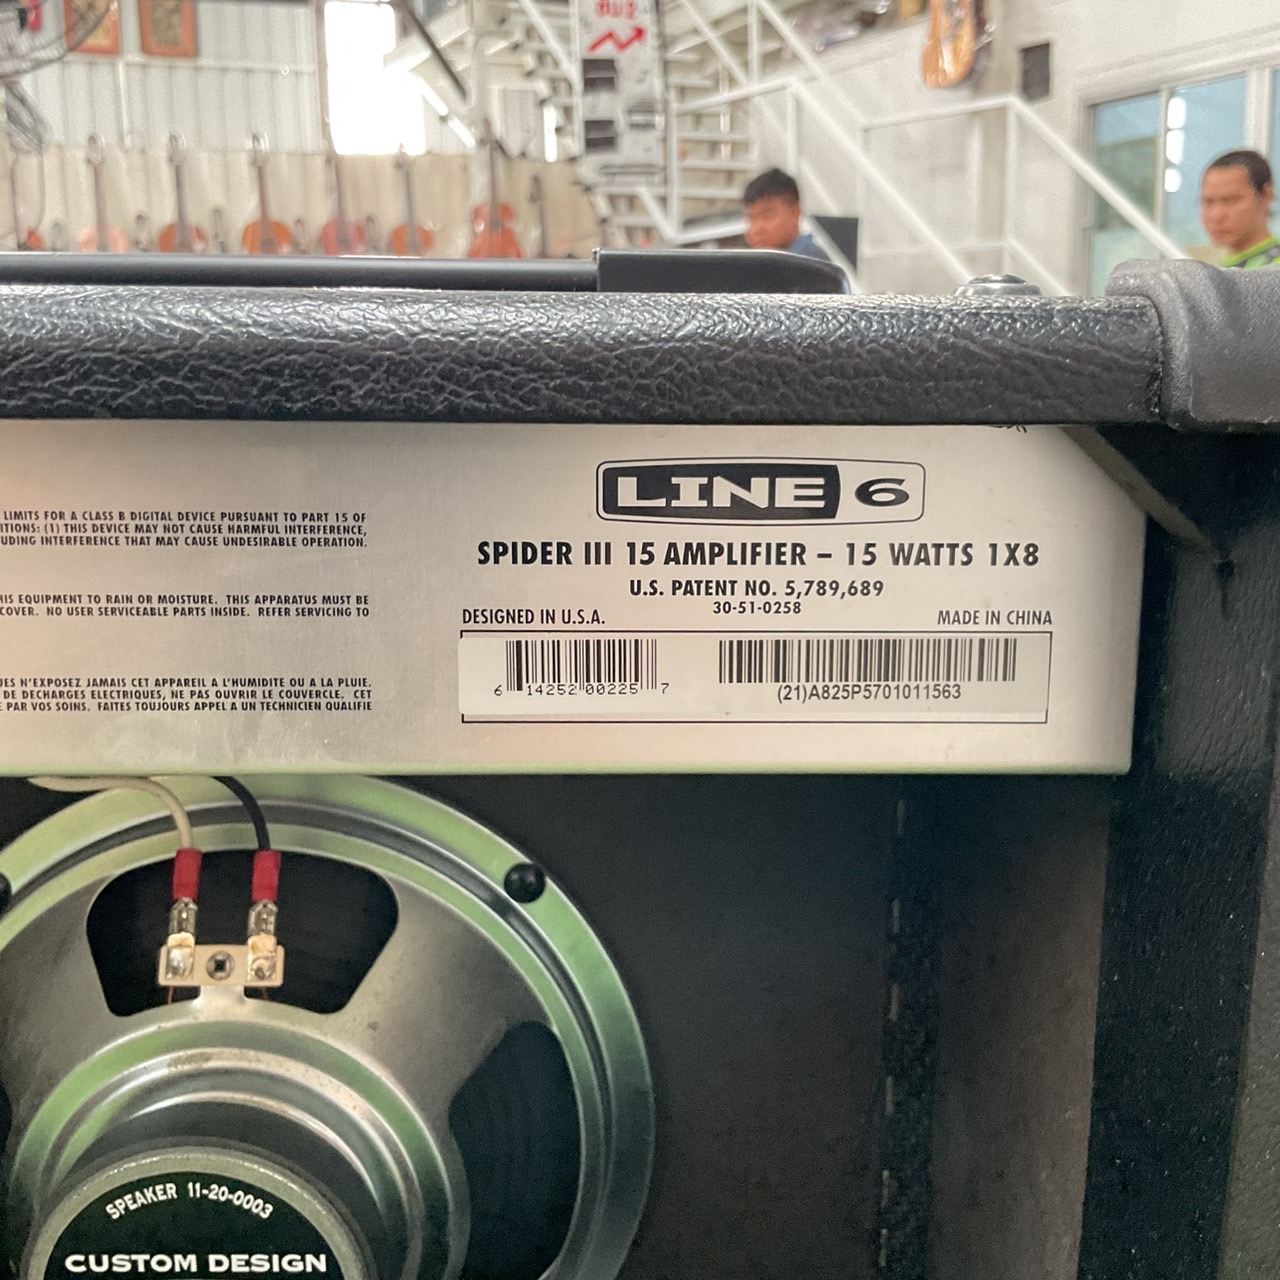 LIMITS FOR A CLASS B DIGITAL DEVICE PURSUANT TO PART 15 OF
ITIONS: (1) THIS DEVICE MAY NOT CAUSE HARMFUL INTERFERENCE,
UDING INTERFERENCE THAT MAY CAUSE UNDESIRABLE OPERATION.
HIS EQUIPMENT TO RAIN OR MOISTURE. THIS APPARATUS MUST BE
COVER. NO USER SERVICEABLE PARTS INSIDE. REFER SERVICING TO
UES N'EXPOSEZ JAMAIS CET APPAREIL A L'HUMIDITE OU A LA PLUIE.
DE DECHARGES ELECTRIQUES, NE PAS OUVRIR LE COUVERCLE. CET
E PAR VOS SOINS. FAITES TOUJOURS APPEL A UN TECHNICIEN QUALIFIE
LINE 6
SPIDER III 15 AMPLIFIER – 15 WATTS 1X8
U.S. PATENT NO. 5,789,689
30-51-0258
DESIGNED IN U.S.A. MADE IN CHINA
6 14252 00225 7
(21)A825P5701011563
SPEAKER 11-20-0003
CUSTOM DESIGN